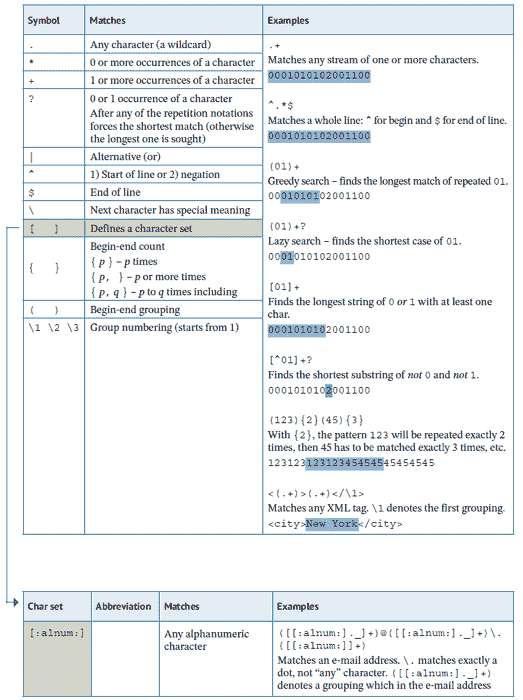 Symbol Matches Examples
. Any character (a wildcard)
* 0 or more occurrences of a character
+ 1 or more occurrences of a character
? 0 or 1 occurrence of a character
After any of the repetition notations
forces the shortest match (otherwise
the longest one is sought)
| Alternative (or)
^ 1) Start of line or 2) negation
$ End of line
\ Next character has special meaning
[ ] Defines a character set
{ } Begin-end count
{ p } – p times
{ p, } – p or more times
{ p, q } – p to q times including
( ) Begin-end grouping
\1 \2 \3 Group numbering (starts from 1)
.+
Matches any stream of one or more characters.
0001010102001100
^.*$
Matches a whole line: ^ for begin and $ for end of line.
0001010102001100
(01)+
Greedy search – finds the longest match of repeated 01.
0001010102001100
(01)+?
Lazy search – finds the shortest case of 01.
0001010102001100
[01]+
Finds the longest string of 0 or 1 with at least one
char.
0001010102001100
[^01]+?
Finds the shortest substring of not 0 and not 1.
0001010102001100
(123){2}(45){3}
With {2}, the pattern 123 will be repeated exactly 2
times, then 45 has to be matched exactly 3 times, etc.
12312312312345454545454545
<(.+)>(.+)</\1>
Matches any XML tag. \1 denotes the first grouping.
<city>New York</city>
Char set Abbreviation Matches Examples
[:alnum:] Any alphanumeric
character
([[:alnum:]._]+)@([[:alnum:]._]+)\.
([[:alnum:]]+)
Matches an e-mail address. \. matches exactly a
dot, not “any” character. ([[:alnum:]._]+)
denotes a grouping which in the e-mail address